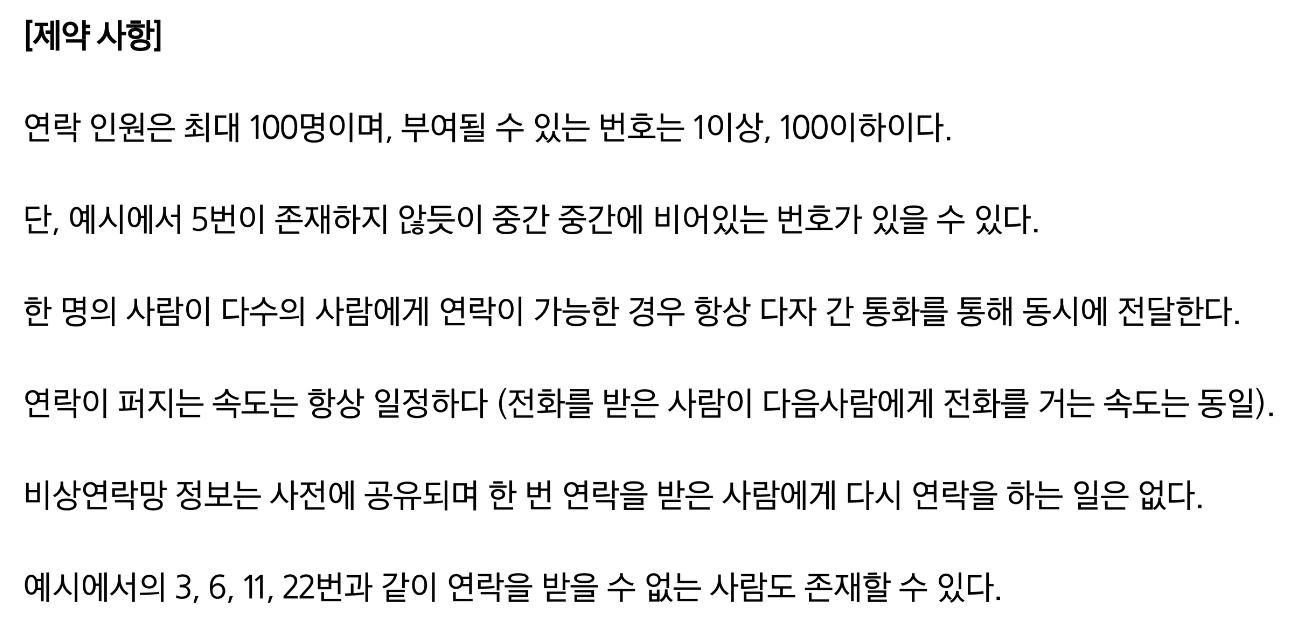 [제약 사항]
연락 인원은 최대 100명이며, 부여될 수 있는 번호는 1이상, 100이하이다.
단, 예시에서 5번이 존재하지 않듯이 중간 중간에 비어있는 번호가 있을 수 있다.
한 명의 사람이 다수의 사람에게 연락이 가능한 경우 항상 다자 간 통화를 통해 동시에 전달한다.
연락이 퍼지는 속도는 항상 일정하다 (전화를 받은 사람이 다음사람에게 전화를 거는 속도는 동일).
비상연락망 정보는 사전에 공유되며 한 번 연락을 받은 사람에게 다시 연락을 하는 일은 없다.
예시에서의 3, 6, 11, 22번과 같이 연락을 받을 수 없는 사람도 존재할 수 있다.